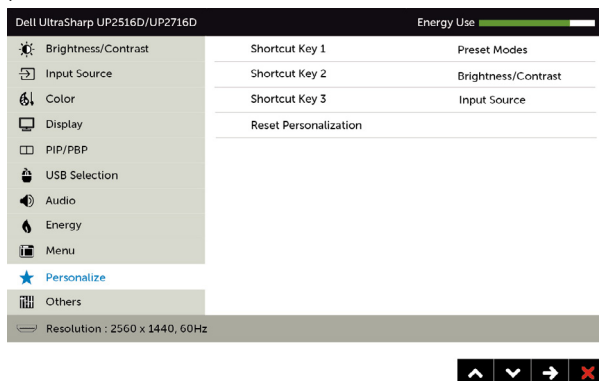 Dell UltraSharp UP2516D/UP2716D Energy Use
Brightness/Contrast Shortcut Key 1 Preset Modes
Input Source Shortcut Key 2 Brightness/Contrast
Color Shortcut Key 3 Input Source
Display Reset Personalization
PIP/PBP
USB Selection
Audio
Energy
Menu
Personalize
Others
Resolution : 2560 x 1440, 60Hz